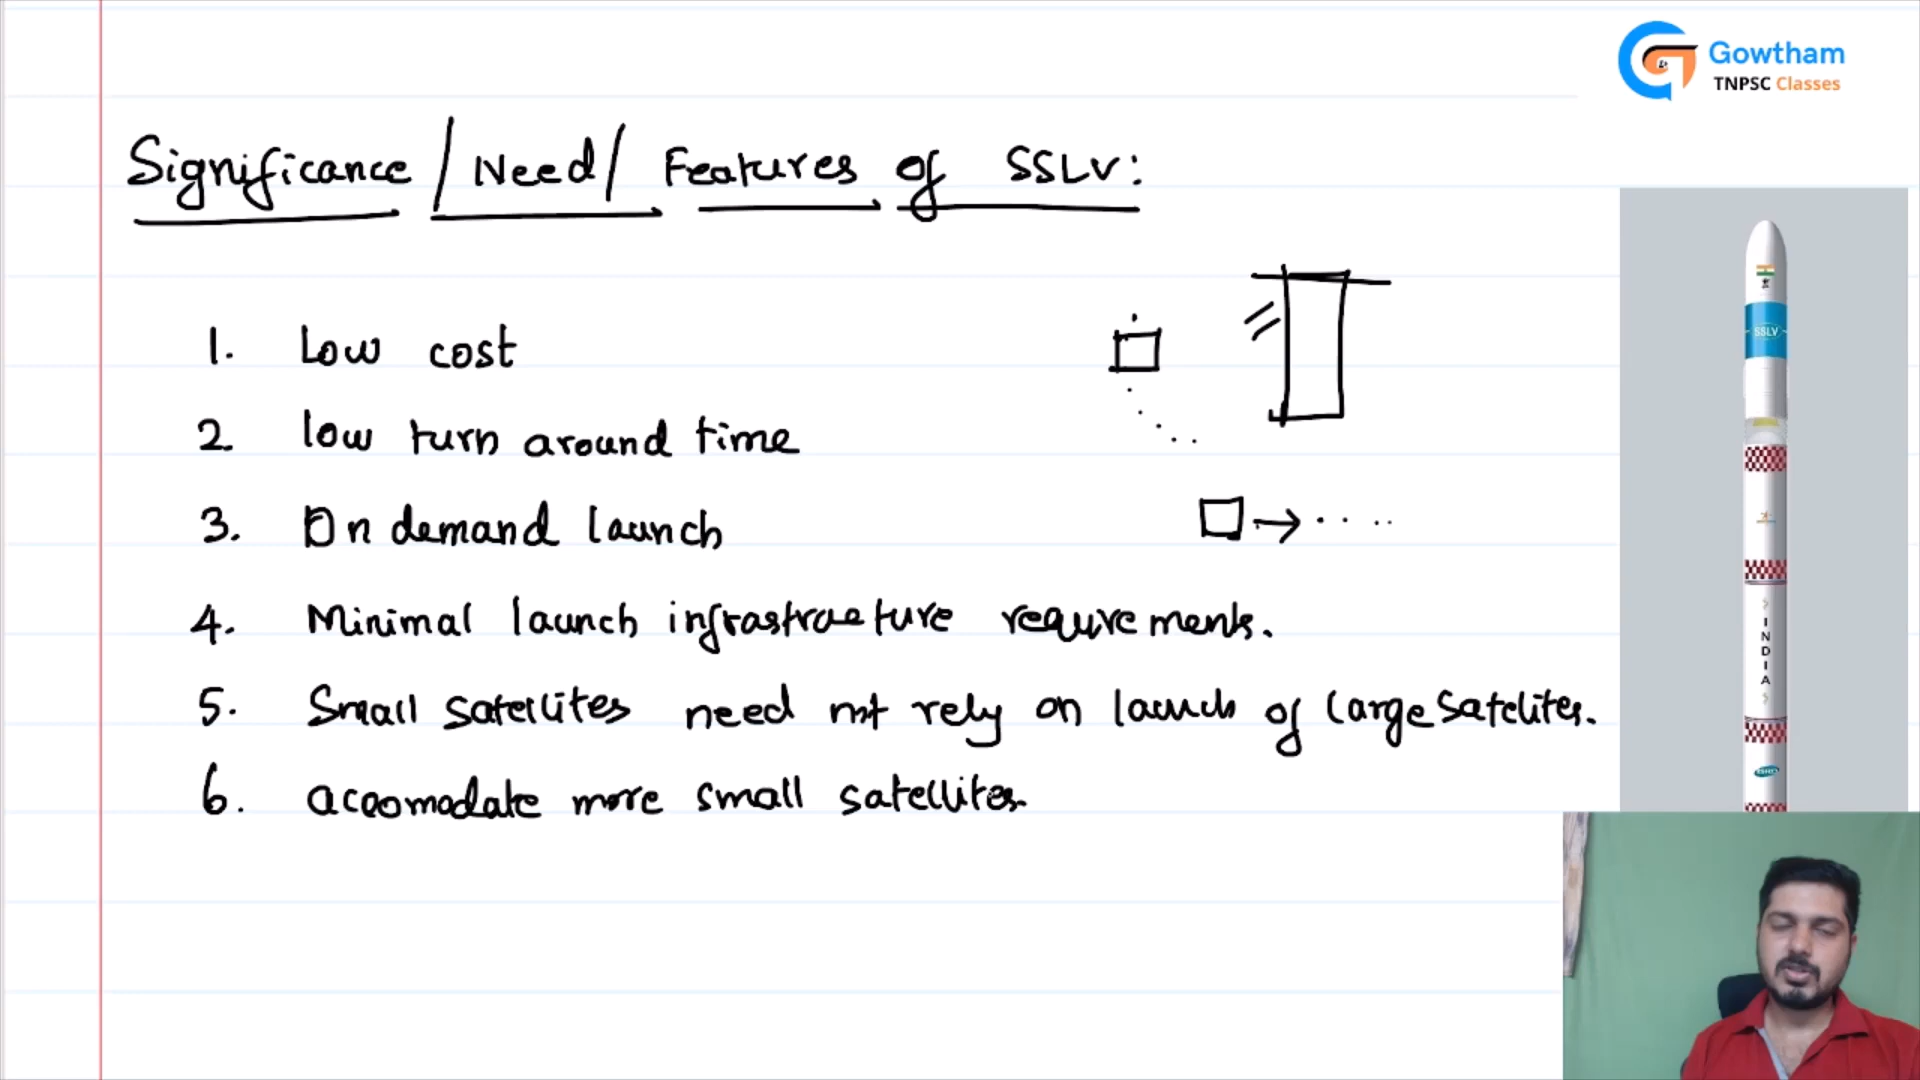 Gowtham
TNPSC Classes
Significance / Need / Features of SSLV:
1. Low cost
2. low turn around time
3. On demand launch
4. Minimal launch infrastructure requirements.
5. Small satellites need not rely on launch of large satelites.
6. accomodate more small satellites.
SSLV
INDIA